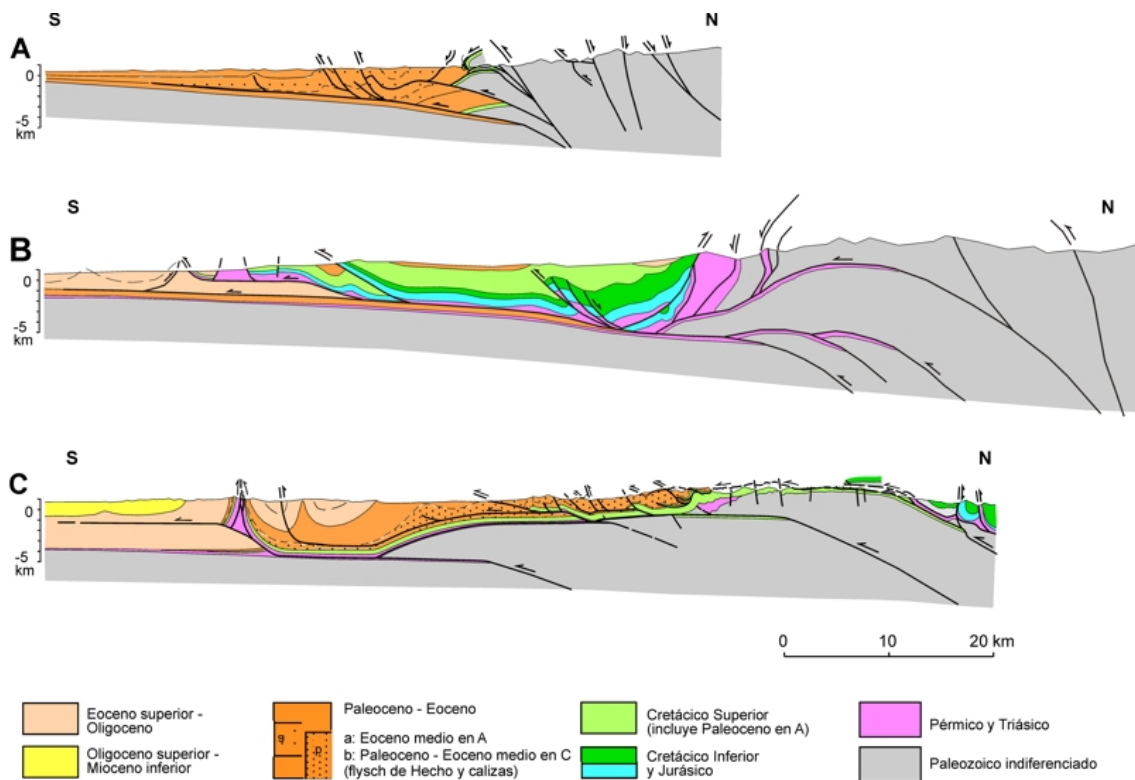 S
N
A
0
-5
km
S
N
B
0
-5
km
S
N
C
0
-5
km
0
10
20 km
Eoceno superior -
Oligoceno
Oligoceno superior -
Mioceno inferior
Paleoceno - Eoceno
a: Eoceno medio en A
b: Paleoceno - Eoceno medio en C
(flysch de Hecho y calizas)
Cretácico Superior
(incluye Paleoceno en A)
Cretácico Inferior
y Jurásico
Pérmico y Triásico
Paleozoico indiferenciado